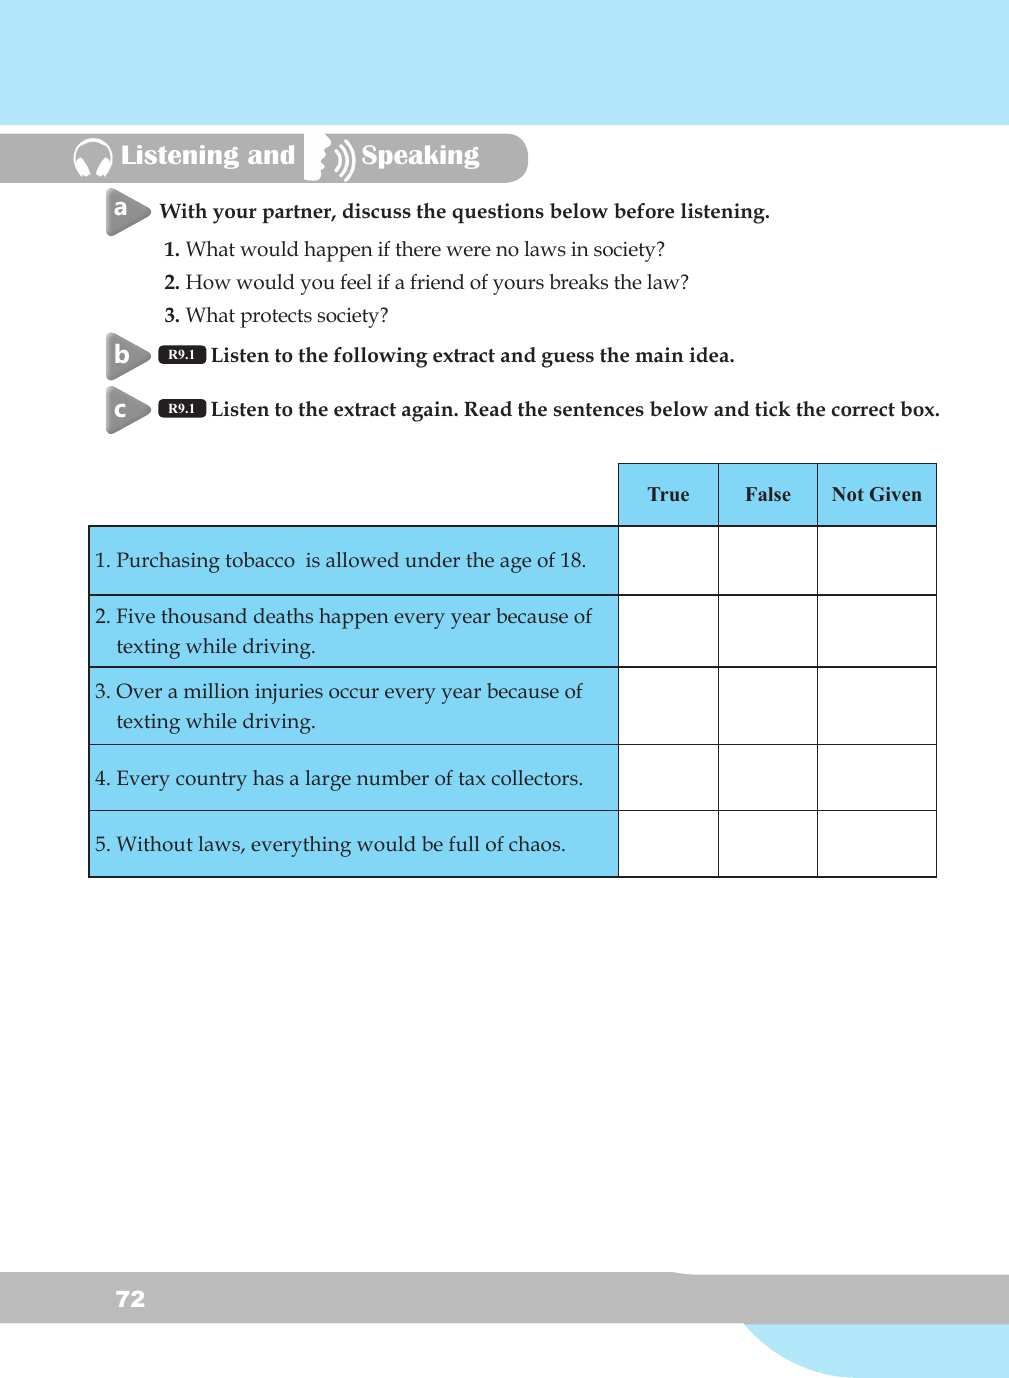 Listening and Speaking
a With your partner, discuss the questions below before listening.
1. What would happen if there were no laws in society?
2. How would you feel if a friend of yours breaks the law?
3. What protects society?
b R9.1 Listen to the following extract and guess the main idea.
c R9.1 Listen to the extract again. Read the sentences below and tick the correct box.
True False Not Given
1. Purchasing tobacco is allowed under the age of 18.
2. Five thousand deaths happen every year because of
texting while driving.
3. Over a million injuries occur every year because of
texting while driving.
4. Every country has a large number of tax collectors.
5. Without laws, everything would be full of chaos.
72